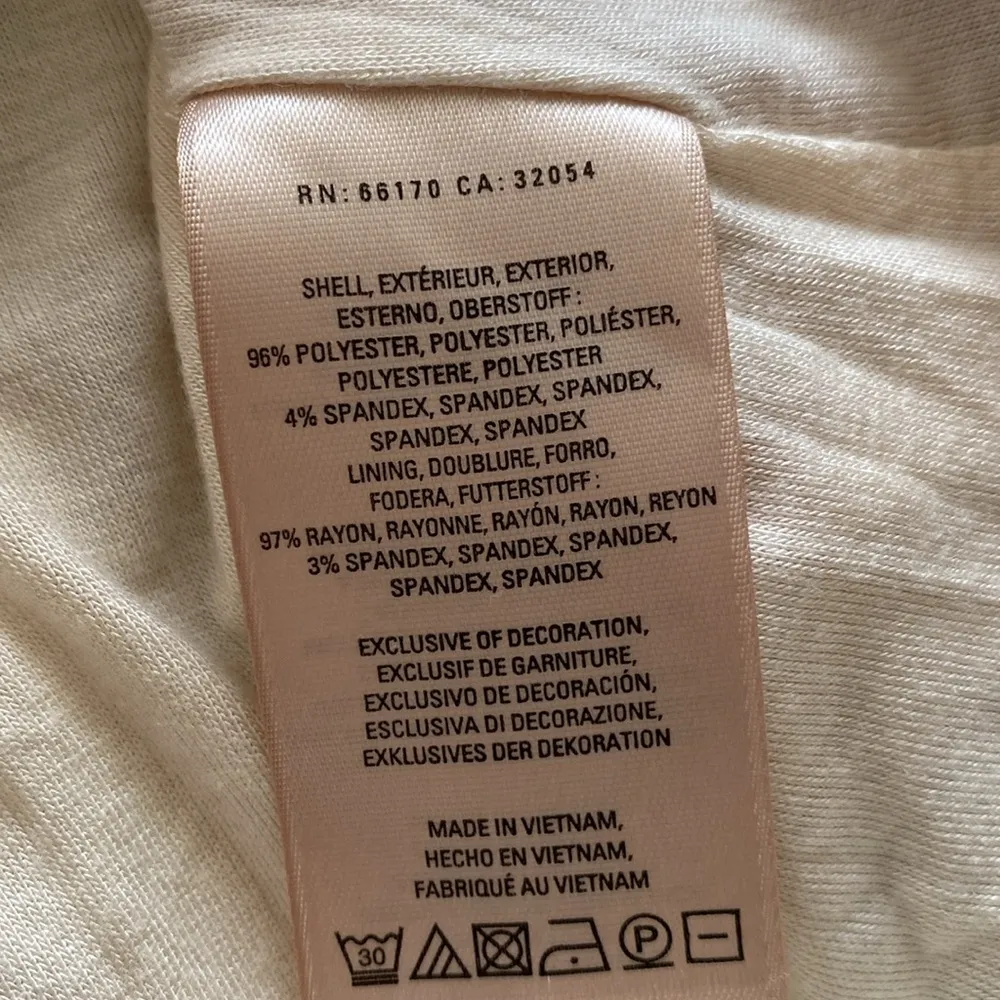 RN: 66170 CA: 32054
SHELL, EXTÉRIEUR, EXTERIOR,
ESTERNO, OBERSTOFF:
96% POLYESTER, POLYESTER, POLIÉSTER,
POLYESTERE, POLYESTER
4% SPANDEX, SPANDEX, SPANDEX,
SPANDEX, SPANDEX
LINING, DOUBLURE, FORRO,
FODERA, FUTTERSTOFF:
97% RAYON, RAYONNE, RAYÓN, RAYON, REYON
3% SPANDEX, SPANDEX, SPANDEX,
SPANDEX, SPANDEX
EXCLUSIVE OF DECORATION,
EXCLUSIF DE GARNITURE,
EXCLUSIVO DE DECORACIÓN,
ESCLUSIVA DI DECORAZIONE,
EXKLUSIVES DER DEKORATION
MADE IN VIETNAM,
HECHO EN VIETNAM,
FABRIQUÉ AU VIETNAM
30 P